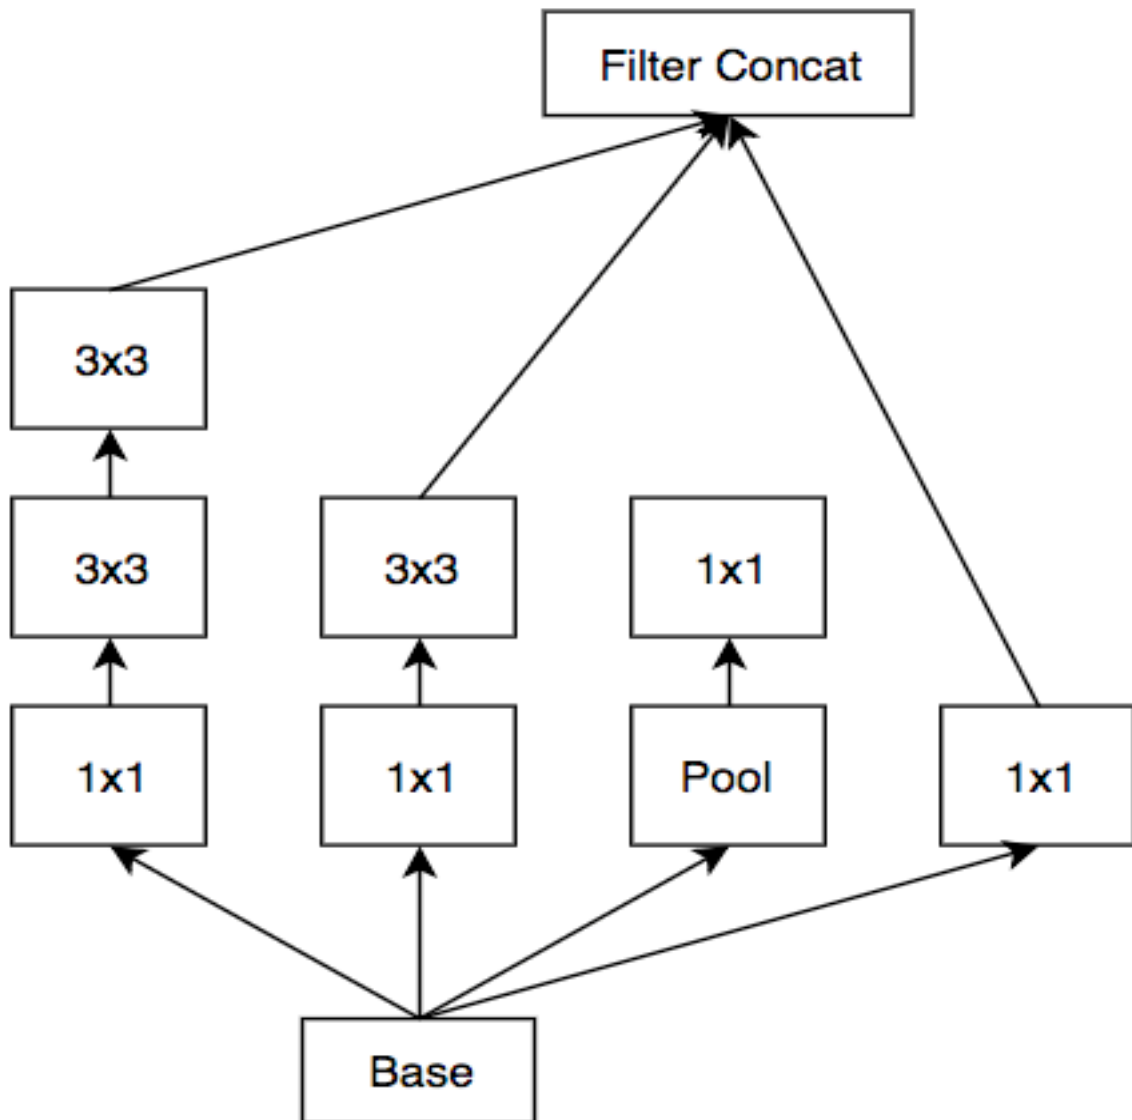 Filter Concat
3x3
3x3 3x3 1x1
1x1 1x1 Pool 1x1
Base